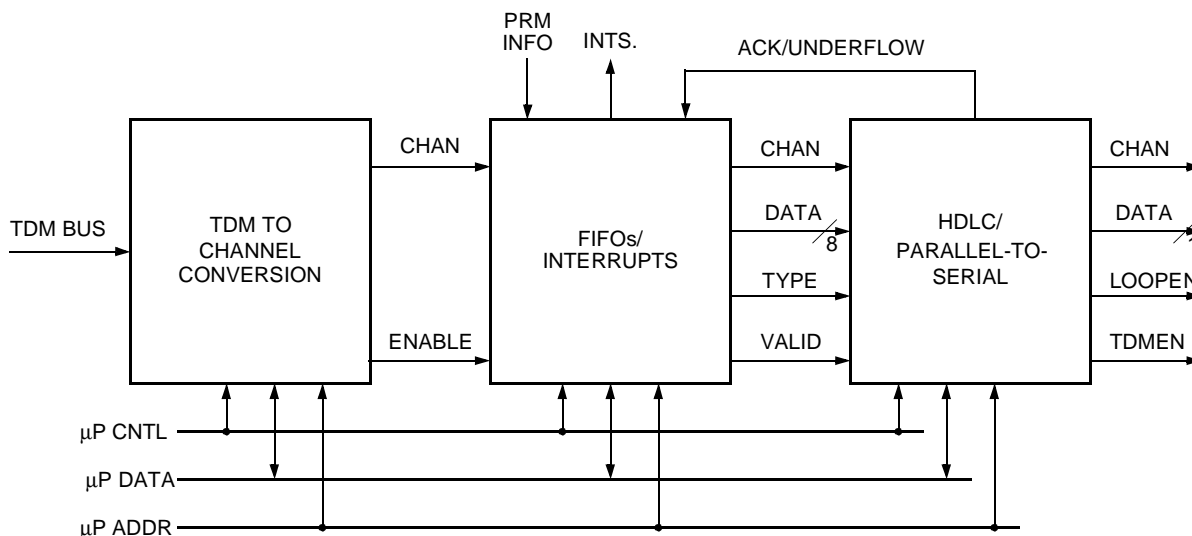 PRM
INFO
INTS.
ACK/UNDERFLOW
CHAN
CHAN
CHAN
TDM BUS
TDM TO
CHANNEL
CONVERSION
FIFOs/
INTERRUPTS
DATA
8
HDLC/
PARALLEL-TO-
SERIAL
DATA
TYPE
LOOPEN
ENABLE
VALID
TDMEN
μP CNTL
μP DATA
μP ADDR